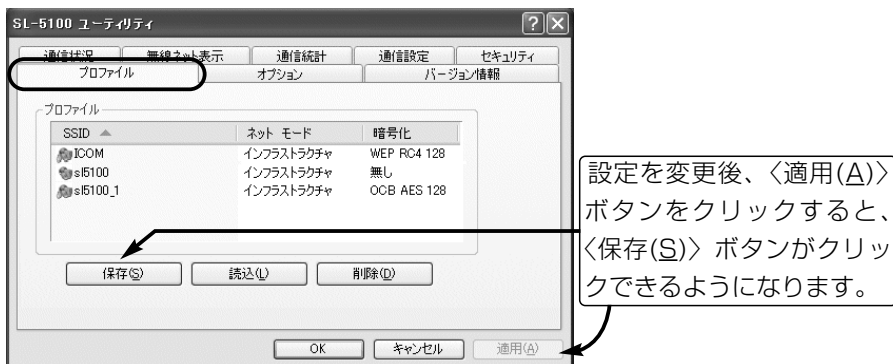 SL-5100 ユーティリティ
通信状況 無線ネット表示 通信統計 通信設定 セキュリティ
プロファイル オプション バージョン情報
プロファイル
SSID ネット モード 暗号化
ICOM インフラストラクチャ WEP RC4 128
sl5100 インフラストラクチャ 無し
sl5100_1 インフラストラクチャ OCB AES 128
保存(S) 読込(L) 削除(D)
OK キャンセル 適用(A)
設定を変更後、〈適用(A)〉
ボタンをクリックすると、
〈保存(S)〉ボタンがクリッ
クできるようになります。